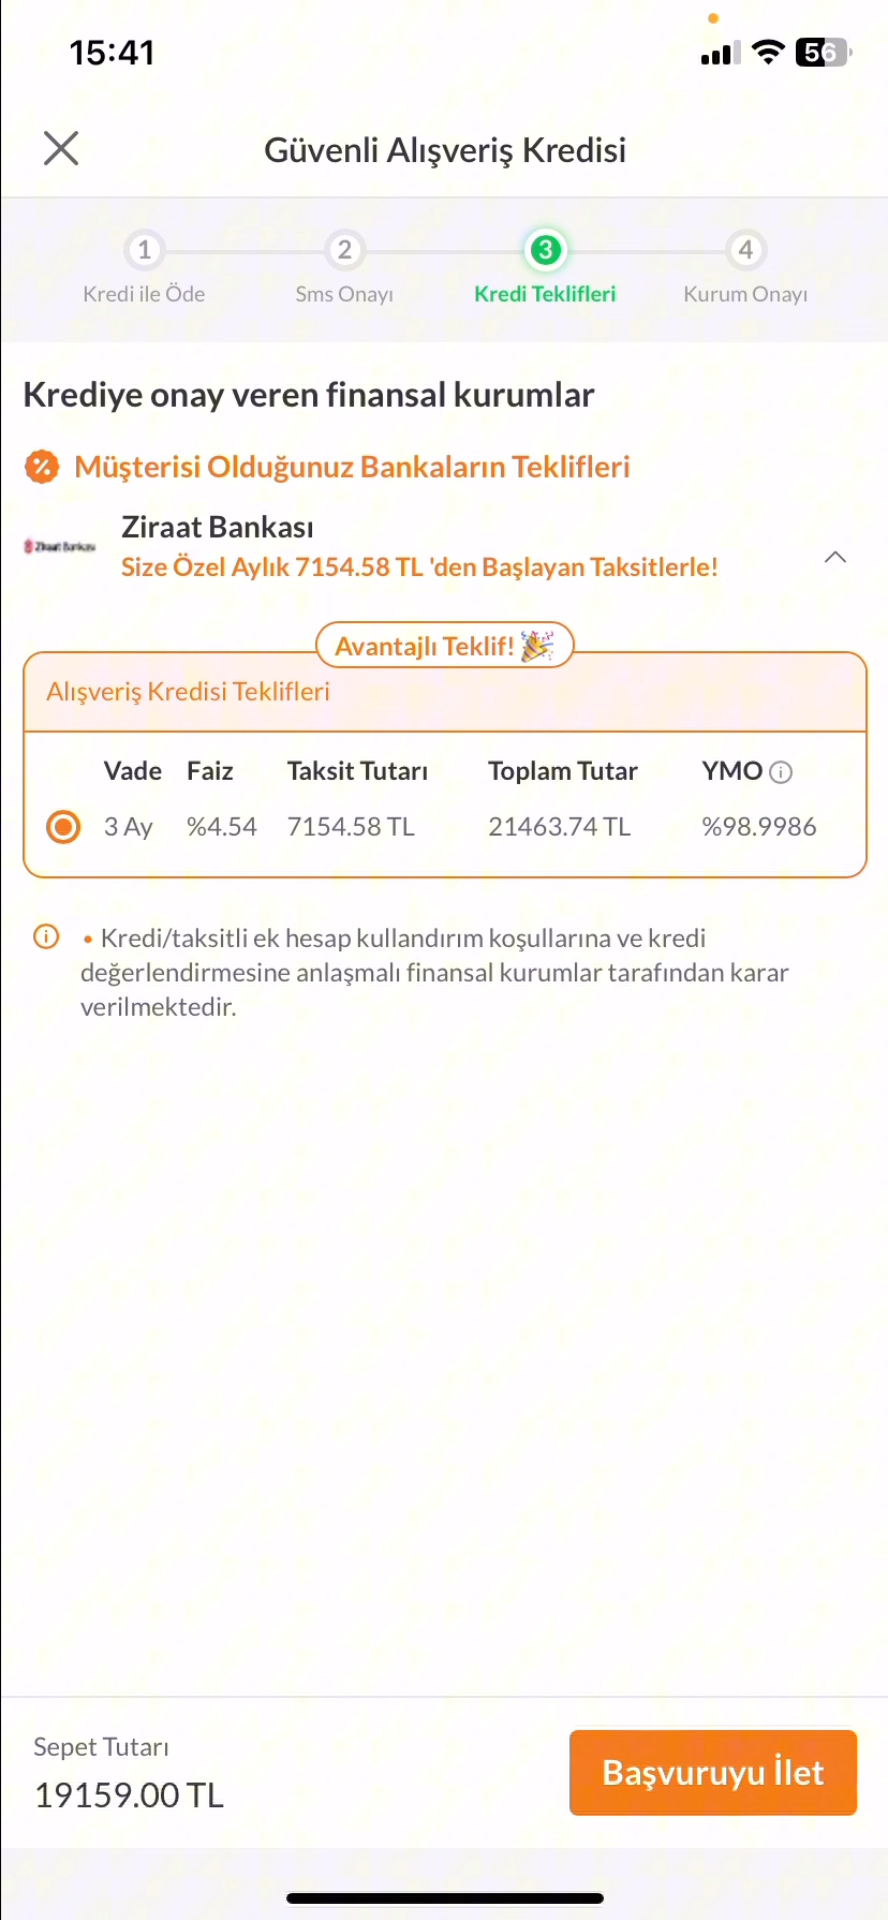 15:41
56
Güvenli Alışveriş Kredisi
1
2
3
4
Kredi ile Öde
Sms Onayı
Kredi Teklifleri
Kurum Onayı
Krediye onay veren finansal kurumlar
% Müşterisi Olduğunuz Bankaların Teklifleri
Ziraat Bankası
Ziraat Bankası
Size Özel Aylık 7154.58 TL 'den Başlayan Taksitlerle!
Avantajlı Teklif! 🎉
Alışveriş Kredisi Teklifleri
Vade Faiz Taksit Tutarı Toplam Tutar YMO i
3 Ay %4.54 7154.58 TL 21463.74 TL %98.9986
i • Kredi/taksitli ek hesap kullandırım koşullarına ve kredi
değerlendirmesine anlaşmalı finansal kurumlar tarafından karar
verilmektedir.
Sepet Tutarı
19159.00 TL
Başvuruyu İlet